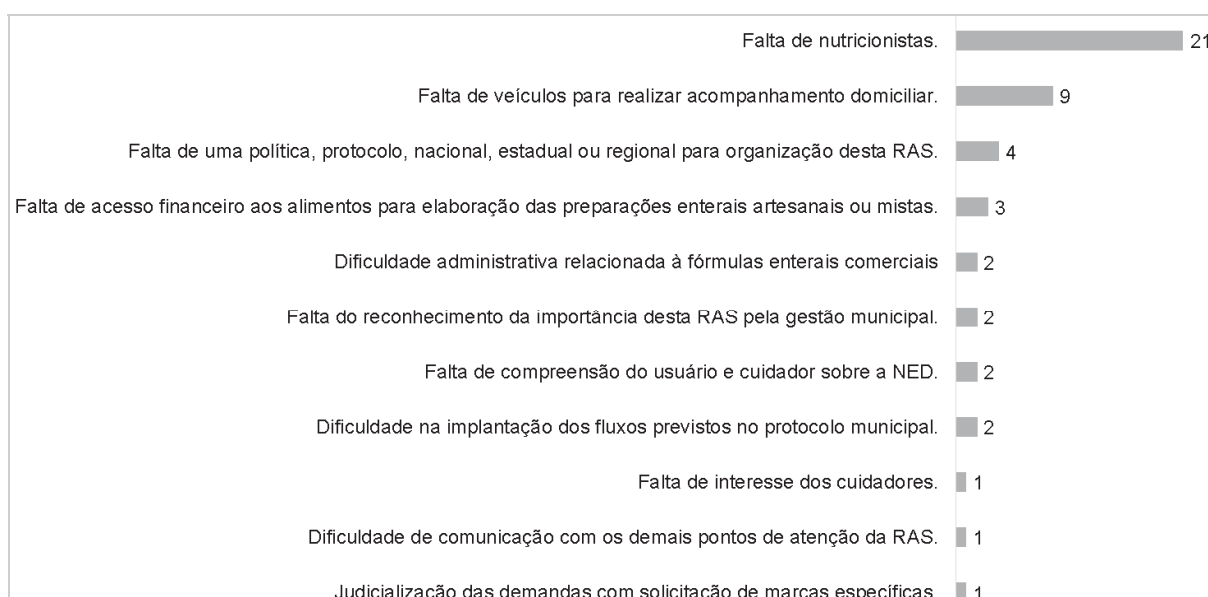 Falta de nutricionistas. 21
Falta de veículos para realizar acompanhamento domiciliar. 9
Falta de uma política, protocolo, nacional, estadual ou regional para organização desta RAS. 4
Falta de acesso financeiro aos alimentos para elaboração das preparações enterais artesanais ou mistas. 3
Dificuldade administrativa relacionada à fórmulas enterais comerciais 2
Falta do reconhecimento da importância desta RAS pela gestão municipal. 2
Falta de compreensão do usuário e cuidador sobre a NED. 2
Dificuldade na implantação dos fluxos previstos no protocolo municipal. 2
Falta de interesse dos cuidadores. 1
Dificuldade de comunicação com os demais pontos de atenção da RAS. 1
Judicialização das demandas com solicitação de marcas específicas. 1